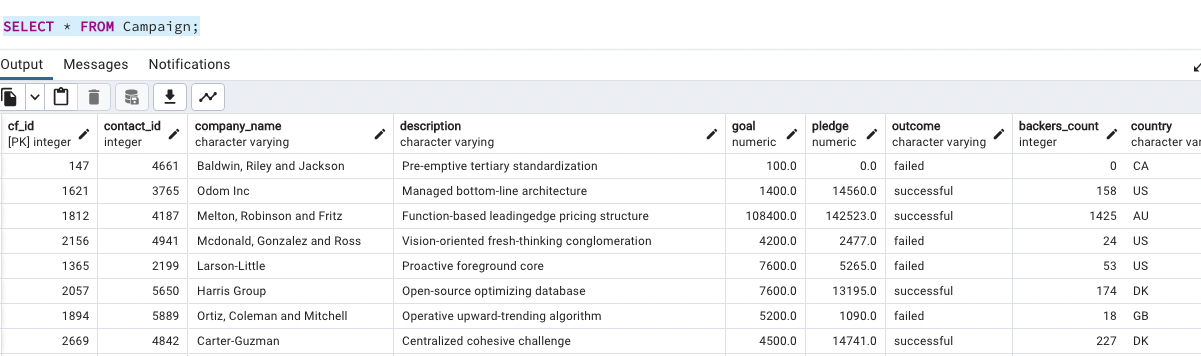 SELECT * FROM Campaign;
Output Messages Notifications
cf_id contact_id company_name description goal pledge outcome backers_count country
[PK] integer integer character varying character varying numeric numeric character varying integer character var
147 4661 Baldwin, Riley and Jackson Pre-emptive tertiary standardization 100.0 0.0 failed 0 CA
1621 3765 Odom Inc Managed bottom-line architecture 1400.0 14560.0 successful 158 US
1812 4187 Melton, Robinson and Fritz Function-based leadingedge pricing structure 108400.0 142523.0 successful 1425 AU
2156 4941 Mcdonald, Gonzalez and Ross Vision-oriented fresh-thinking conglomeration 4200.0 2477.0 failed 24 US
1365 2199 Larson-Little Proactive foreground core 7600.0 5265.0 failed 53 US
2057 5650 Harris Group Open-source optimizing database 7600.0 13195.0 successful 174 DK
1894 5889 Ortiz, Coleman and Mitchell Operative upward-trending algorithm 5200.0 1090.0 failed 18 GB
2669 4842 Carter-Guzman Centralized cohesive challenge 4500.0 14741.0 successful 227 DK